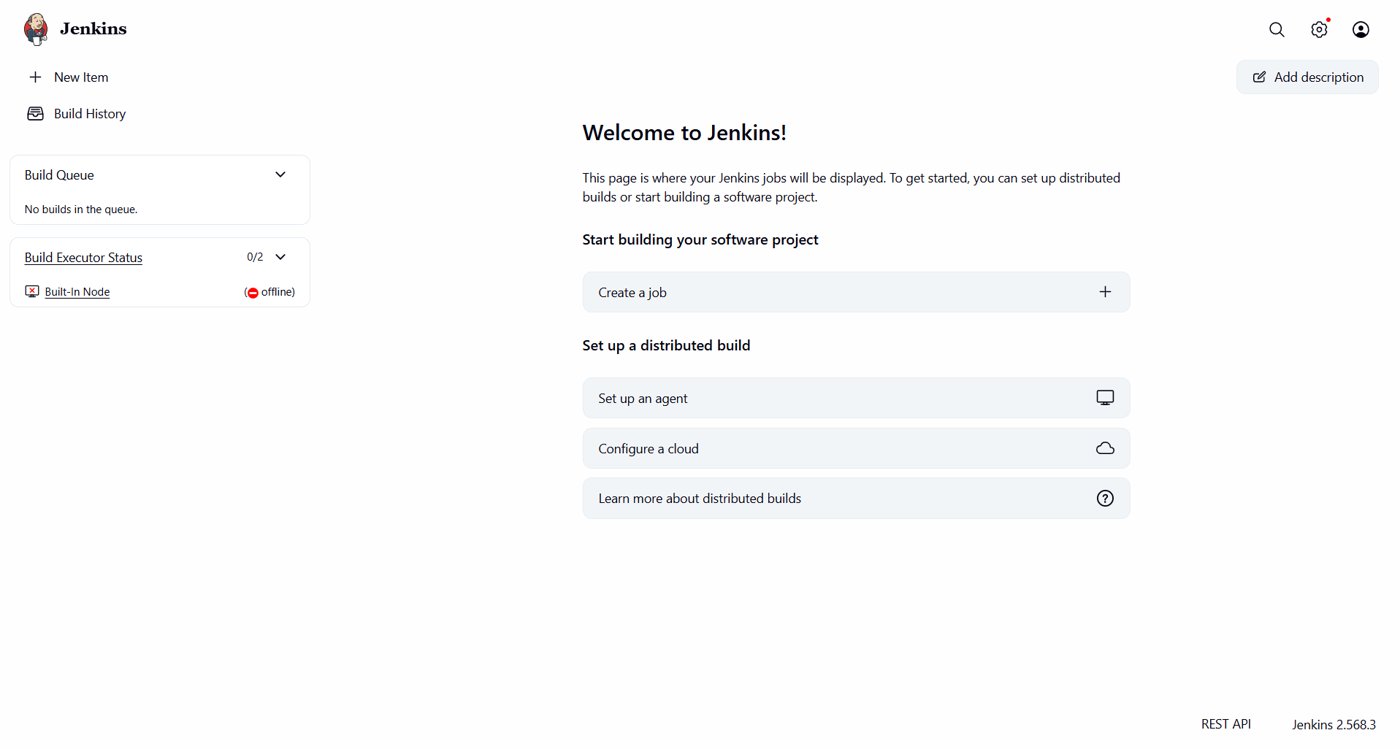 Jenkins
New Item
Add description
Build History
Build Queue
No builds in the queue.
Build Executor Status 0/2
Built-In Node (offline)
Welcome to Jenkins!
This page is where your Jenkins jobs will be displayed. To get started, you can set up distributed
builds or start building a software project.
Start building your software project
Create a job
Set up a distributed build
Set up an agent
Configure a cloud
Learn more about distributed builds
REST API Jenkins 2.568.3